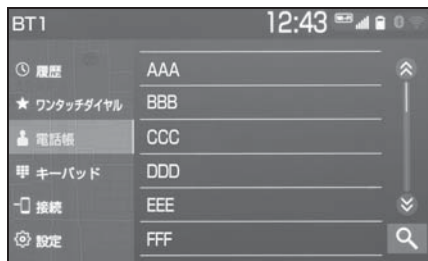 BT1 12:43
履歴
ワンタッチダイヤル
電話帳
キーパッド
接続
設定
AAA
BBB
CCC
DDD
EEE
FFF